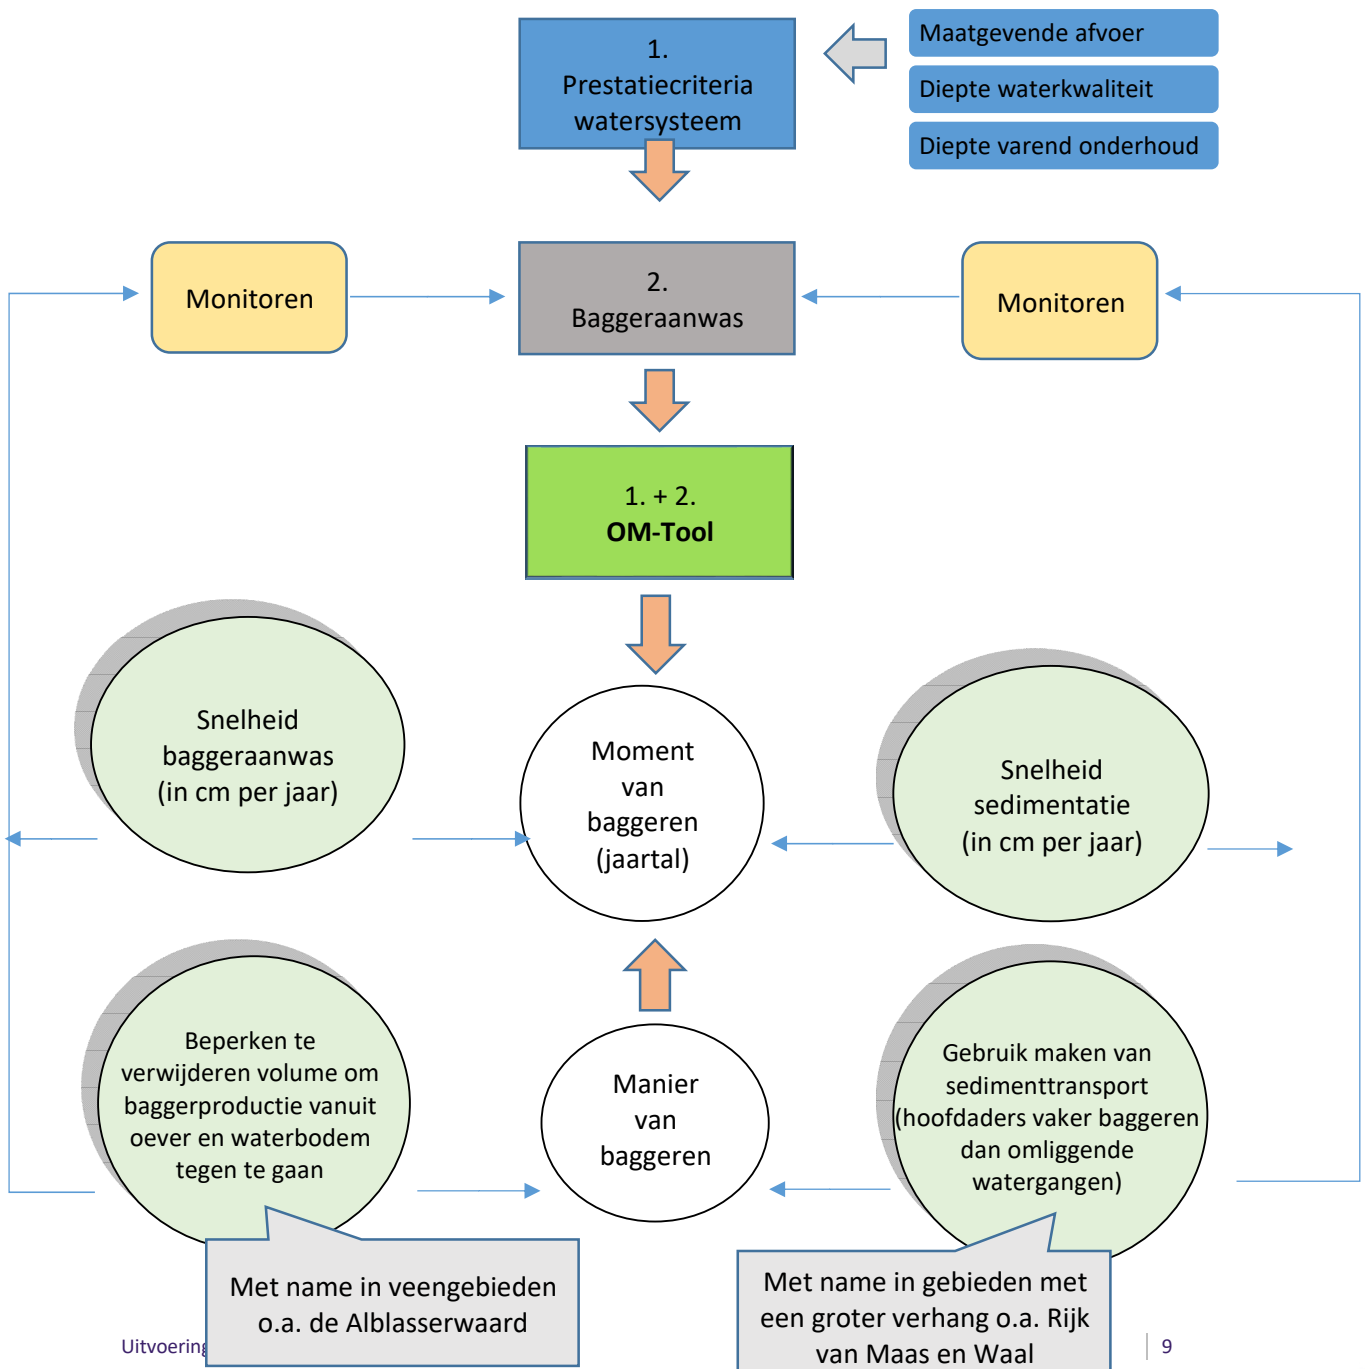 1.
Prestatiecriteria
watersysteem
Maatgevende afvoer
Diepte waterkwaliteit
Diepte varend onderhoud
Monitoren
2.
Baggeraanwas
Monitoren
1. + 2.
OM-Tool
Snelheid
baggeraanwas
(in cm per jaar)
Moment
van
baggeren
(jaartal)
Snelheid
sedimentatie
(in cm per jaar)
Beperken te
verwijderen volume om
baggerproductie vanuit
oever en waterbodem
tegen te gaan
Manier
van
baggeren
Gebruik maken van
sedimenttransport
(hoofdaders vaker baggeren
dan omliggende
watergangen)
Met name in veengebieden
o.a. de Alblasserwaard
Met name in gebieden met
een groter verhang o.a. Rijk
van Maas en Waal
Uitvoering
9